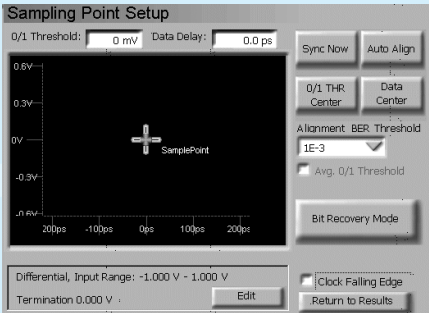 Sampling Point Setup
0/1 Threshold: 0 mV Data Delay: 0.0 ps
Sync Now Auto Align
0/1 THR Center
Data Center
Alignment BER Threshold
1E-3
Avg. 0/1 Threshold
Bit Recovery Mode
0.6V
0.3V
0V
SamplePoint
-0.3V
-0.6V
200ps -100ps 0ps 100ps 200ps
Differential, Input Range: -1.000 V - 1.000 V
Termination 0.000 V
Edit
Clock Falling Edge
Return to Results